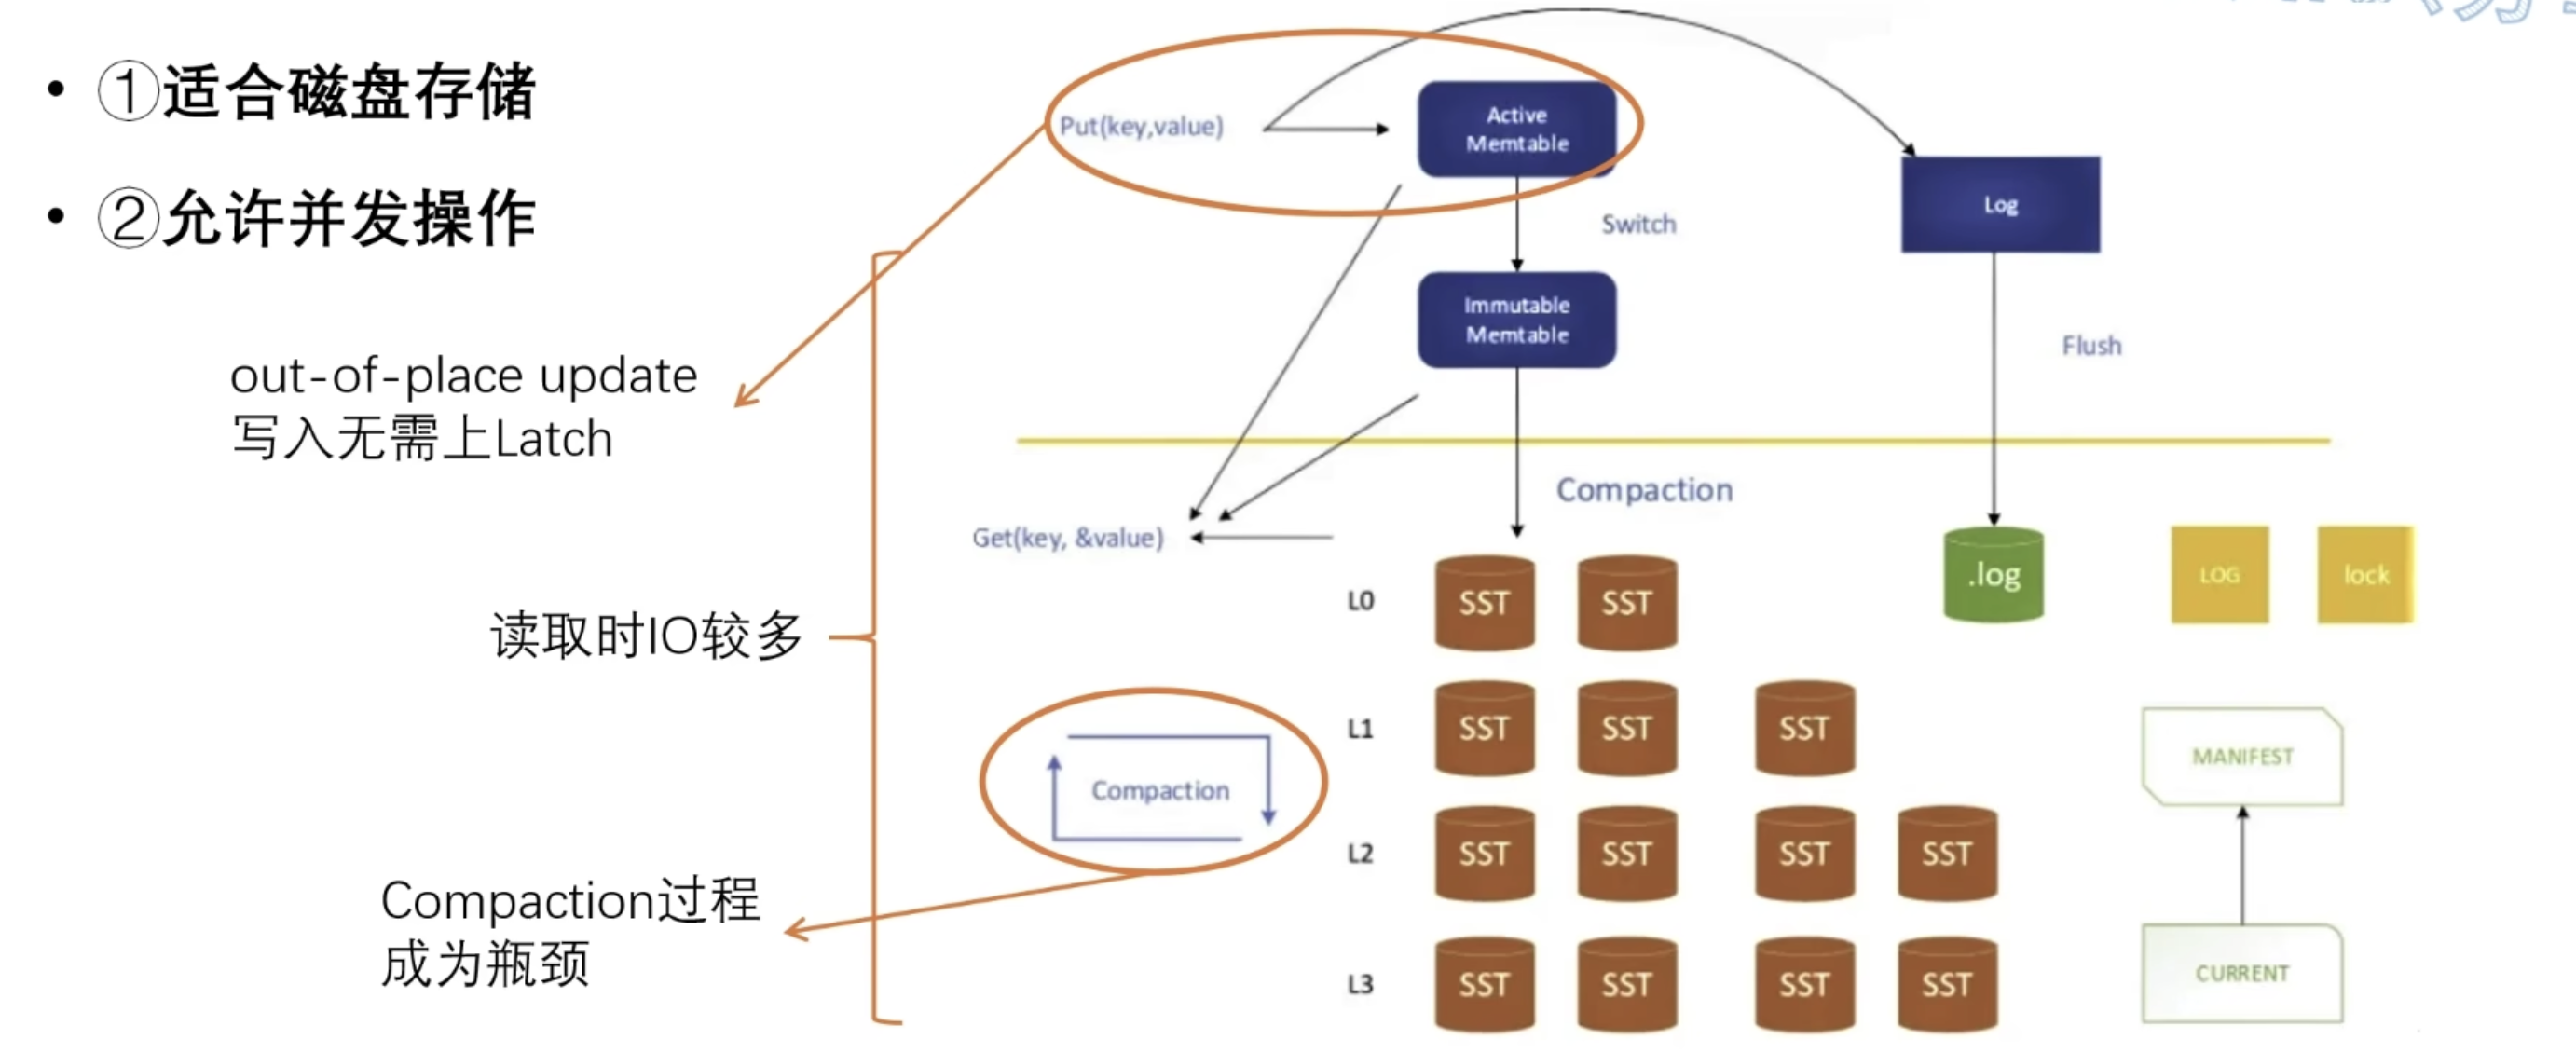 • ①适合磁盘存储
• ②允许并发操作
out-of-place update
写入无需上Latch
读取时IO较多
Compaction过程
成为瓶颈
Put(key,value)
Active
Memtable
Switch
Immutable
Memtable
Log
Flush
Compaction
Get(key, &value)
.log
LOG
lock
L0
SST
SST
L1
SST
SST
SST
Compaction
L2
SST
SST
SST
SST
L3
SST
SST
SST
SST
MANIFEST
CURRENT